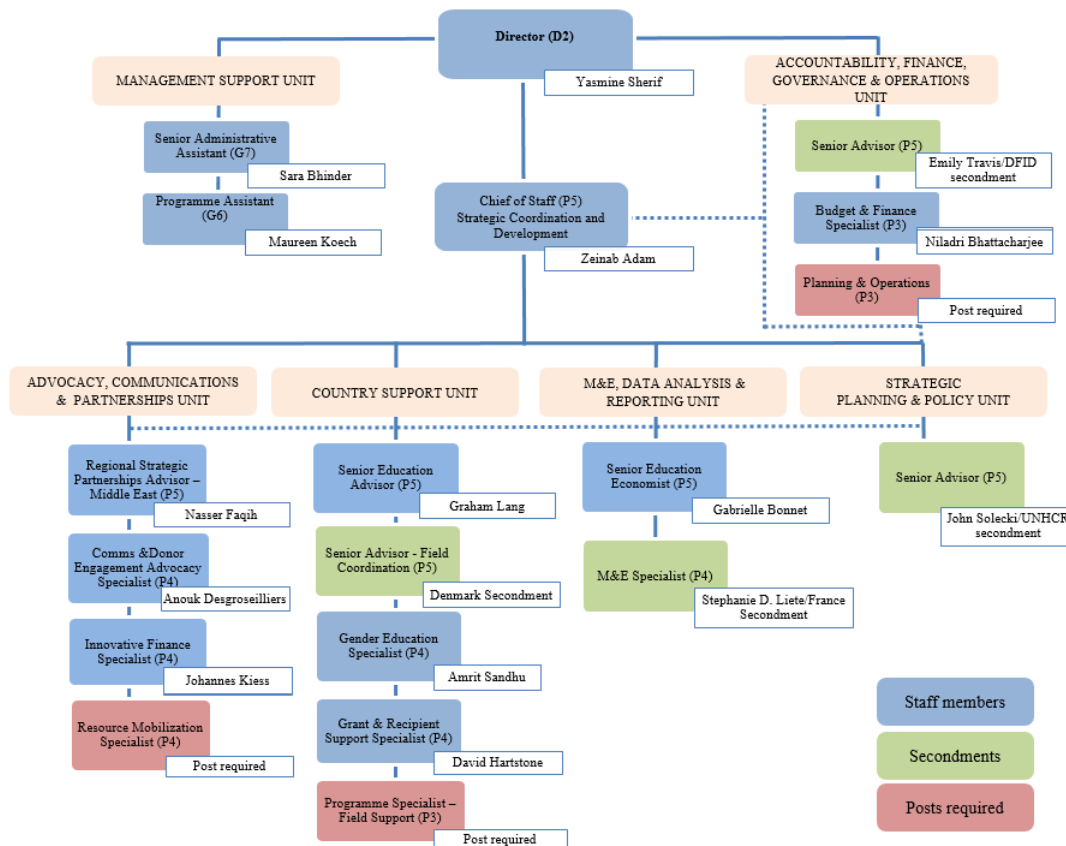 Director (D2)
Yasmine Sherif
MANAGEMENT SUPPORT UNIT
Senior Administrative
Assistant (G7)
Sara Bhinder
Programme Assistant
(G6)
Maureen Koech
ACCOUNTABILITY, FINANCE,
GOVERNANCE & OPERATIONS
UNIT
Senior Advisor (P5)
Emily Travis/DFID
secondment
Budget & Finance
Specialist (P3)
Niladri Bhattacharjee
Planning & Operations
(P3)
Post required
Chief of Staff (P5)
Strategic Coordination and
Development
Zeinab Adam
ADVOCACY, COMMUNICATIONS
& PARTNERSHIPS UNIT
Regional Strategic
Partnerships Advisor –
Middle East (P5)
Nasser Faqih
Comms &Donor
Engagement Advocacy
Specialist (P4)
Anouk Desgroseilliers
Innovative Finance
Specialist (P4)
Johannes Kiess
Resource Mobilization
Specialist (P4)
Post required
COUNTRY SUPPORT UNIT
Senior Education
Advisor (P5)
Graham Lang
Senior Advisor - Field
Coordination (P5)
Denmark Secondment
Gender Education
Specialist (P4)
Amrit Sandhu
Grant & Recipient
Support Specialist (P4)
David Hartstone
Programme Specialist –
Field Support (P3)
Post required
M&E, DATA ANALYSIS &
REPORTING UNIT
Senior Education
Economist (P5)
Gabrielle Bonnet
M&E Specialist (P4)
Stephanie D. Liete/France
Secondment
STRATEGIC
PLANNING & POLICY UNIT
Senior Advisor (P5)
John Solecki/UNHCR
secondment
Staff members
Secondments
Posts required